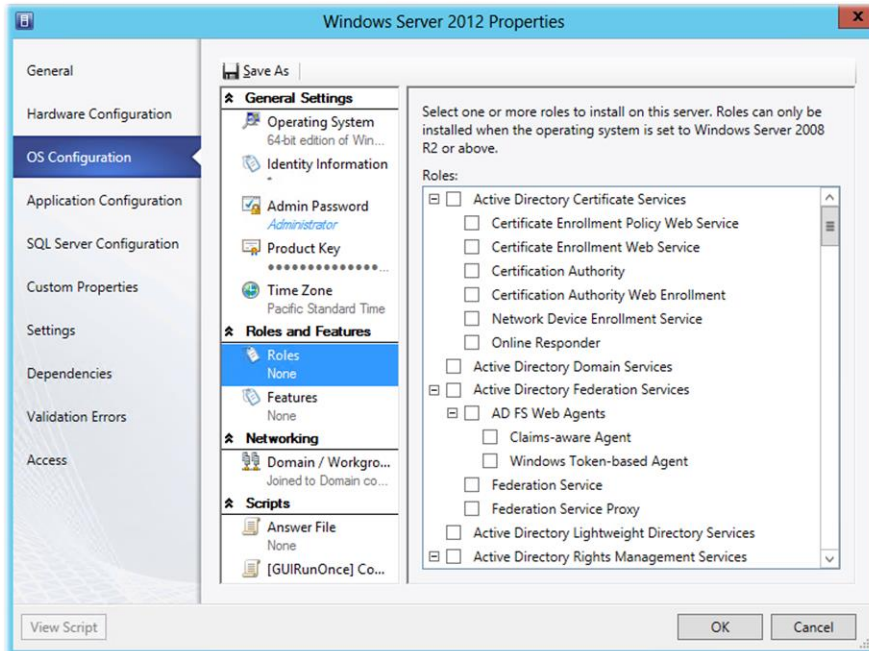 Windows Server 2012 Properties
x
General
Hardware Configuration
OS Configuration
Application Configuration
SQL Server Configuration
Custom Properties
Settings
Dependencies
Validation Errors
Access
Save As
General Settings
Operating System
64-bit edition of Win...
Identity Information
*
Admin Password
Administrator
Product Key
●●●●●●●●●●●●●●...
Time Zone
Pacific Standard Time
Roles and Features
Roles
None
Features
None
Networking
Domain / Workgro...
Joined to Domain co...
Scripts
Answer File
None
[GUIRunOnce] Co...
Select one or more roles to install on this server. Roles can only be
installed when the operating system is set to Windows Server 2008
R2 or above.
Roles:
Active Directory Certificate Services
Certificate Enrollment Policy Web Service
Certificate Enrollment Web Service
Certification Authority
Certification Authority Web Enrollment
Network Device Enrollment Service
Online Responder
Active Directory Domain Services
Active Directory Federation Services
AD FS Web Agents
Claims-aware Agent
Windows Token-based Agent
Federation Service
Federation Service Proxy
Active Directory Lightweight Directory Services
Active Directory Rights Management Services
View Script
OK
Cancel